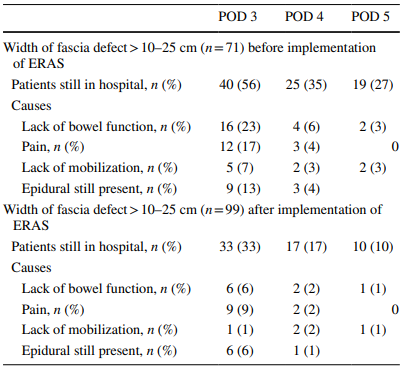 POD 3 POD 4 POD 5
Width of fascia defect > 10–25 cm (n = 71) before implementation
of ERAS
Patients still in hospital, n (%) 40 (56) 25 (35) 19 (27)
Causes
Lack of bowel function, n (%) 16 (23) 4 (6) 2 (3)
Pain, n (%) 12 (17) 3 (4) 0
Lack of mobilization, n (%) 5 (7) 2 (3) 2 (3)
Epidural still present, n (%) 9 (13) 3 (4)
Width of fascia defect > 10–25 cm (n = 99) after implementation of
ERAS
Patients still in hospital, n (%) 33 (33) 17 (17) 10 (10)
Causes
Lack of bowel function, n (%) 6 (6) 2 (2) 1 (1)
Pain, n (%) 9 (9) 2 (2) 0
Lack of mobilization, n (%) 1 (1) 2 (2) 1 (1)
Epidural still present, n (%) 6 (6) 1 (1)